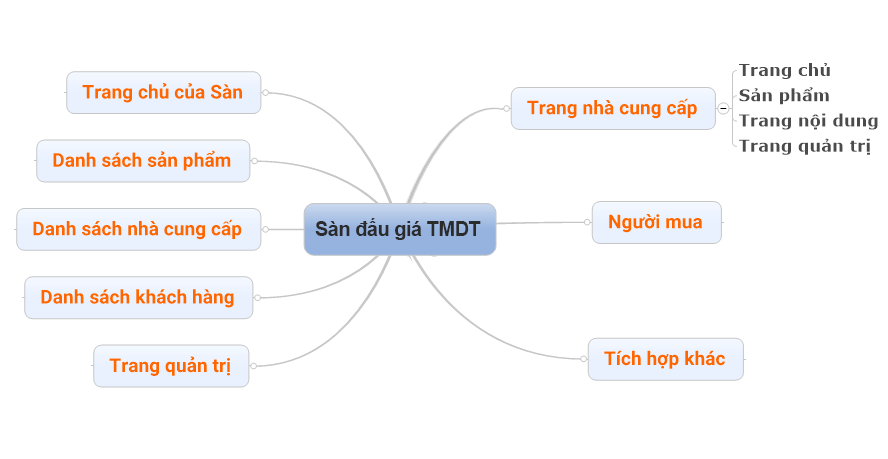 Trang chủ của Sàn
Danh sách sản phẩm
Danh sách nhà cung cấp
Danh sách khách hàng
Trang quản trị
Sàn đấu giá TMDT
Trang nhà cung cấp
Trang chủ
Sản phẩm
Trang nội dung
Trang quản trị
Người mua
Tích hợp khác